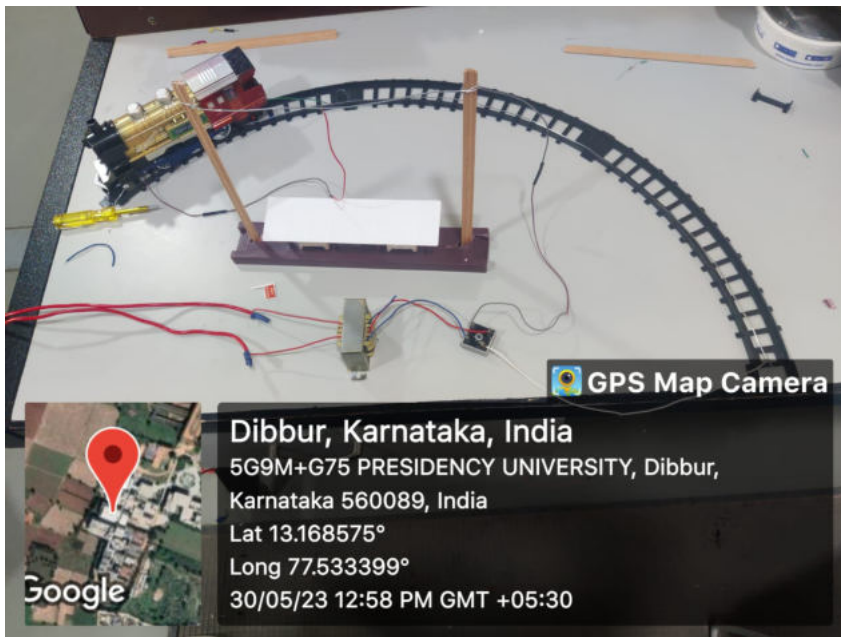 GPS Map Camera
Dibbur, Karnataka, India
5G9M+G75 PRESIDENCY UNIVERSITY, Dibbur,
Karnataka 560089, India
Lat 13.168575°
Long 77.533399°
30/05/23 12:58 PM GMT +05:30
Google